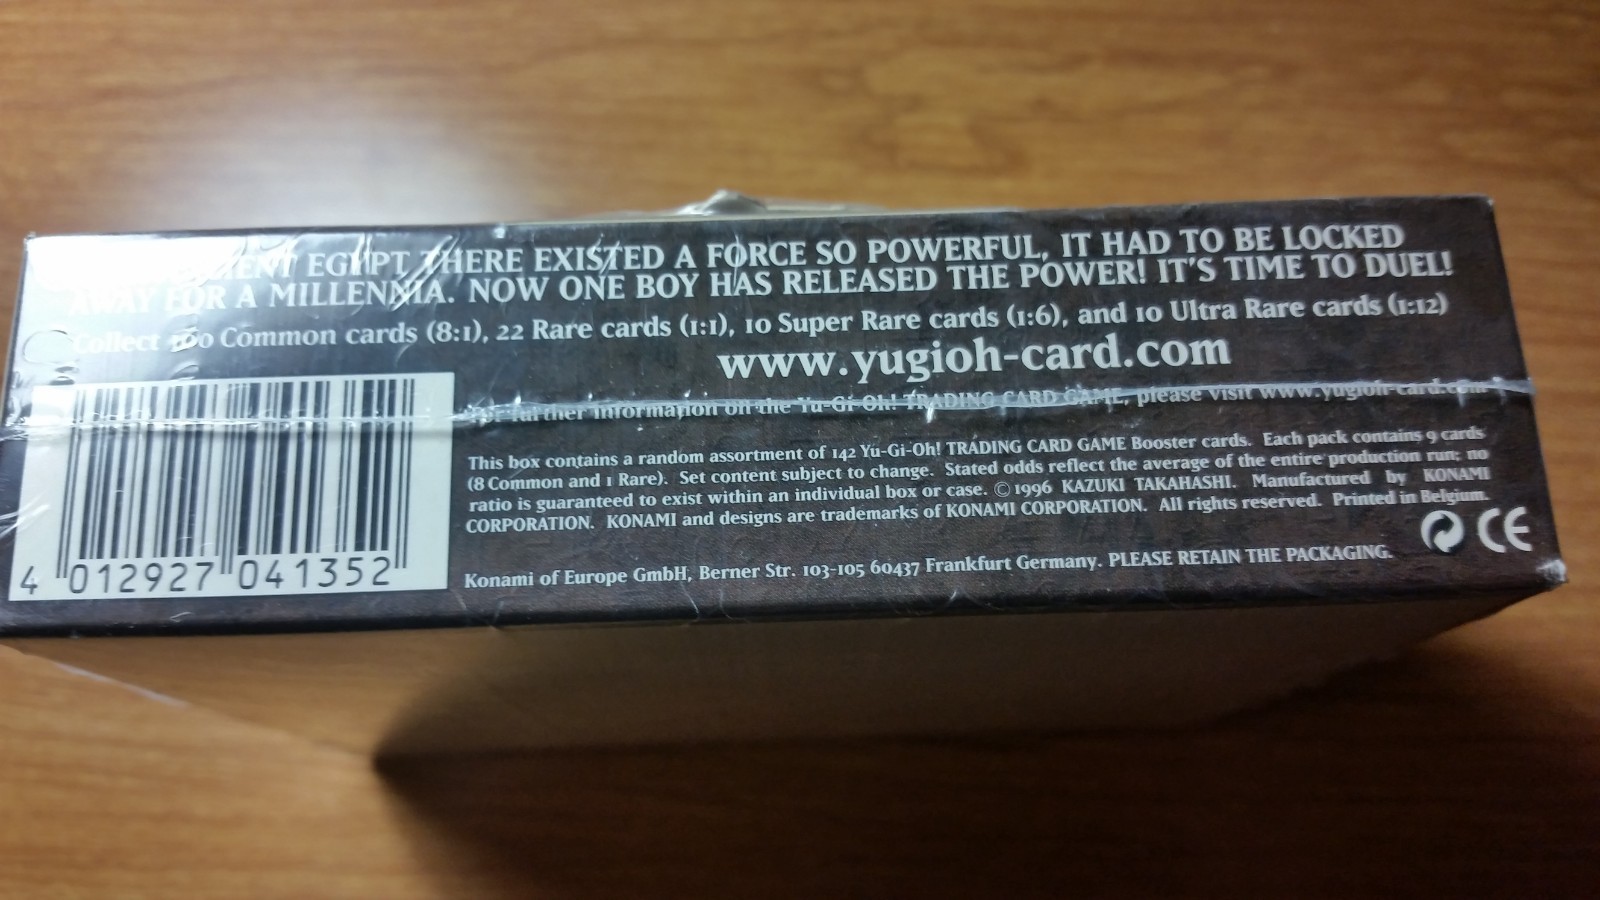 EGYPT THERE EXISTED A FORCE SO POWERFUL, IT HAD TO BE LOCKED
AWAY FOR A MILLENNIA. NOW ONE BOY HAS RELEASED THE POWER! IT'S TIME TO DUEL!
Collect 100 Common cards (8:1), 22 Rare cards (1:1), 10 Super Rare cards (1:6), and 10 Ultra Rare cards (1:12)
www.yugioh-card.com
For further information on the Yu-Gi-Oh! TRADING CARD GAME, please visit www.yugioh-card.com
This box contains a random assortment of 142 Yu-Gi-Oh! TRADING CARD GAME Booster cards. Each pack contains 9 cards
(8 Common and 1 Rare). Set content subject to change. Stated odds reflect the average of the entire production run; no
ratio is guaranteed to exist within an individual box or case. © 1996 KAZUKI TAKAHASHI. Manufactured by KONAMI
CORPORATION. KONAMI and designs are trademarks of KONAMI CORPORATION. All rights reserved. Printed in Belgium.
CE
Konami of Europe GmbH, Berner Str. 103-105 60437 Frankfurt Germany. PLEASE RETAIN THE PACKAGING.
4 012927 041352